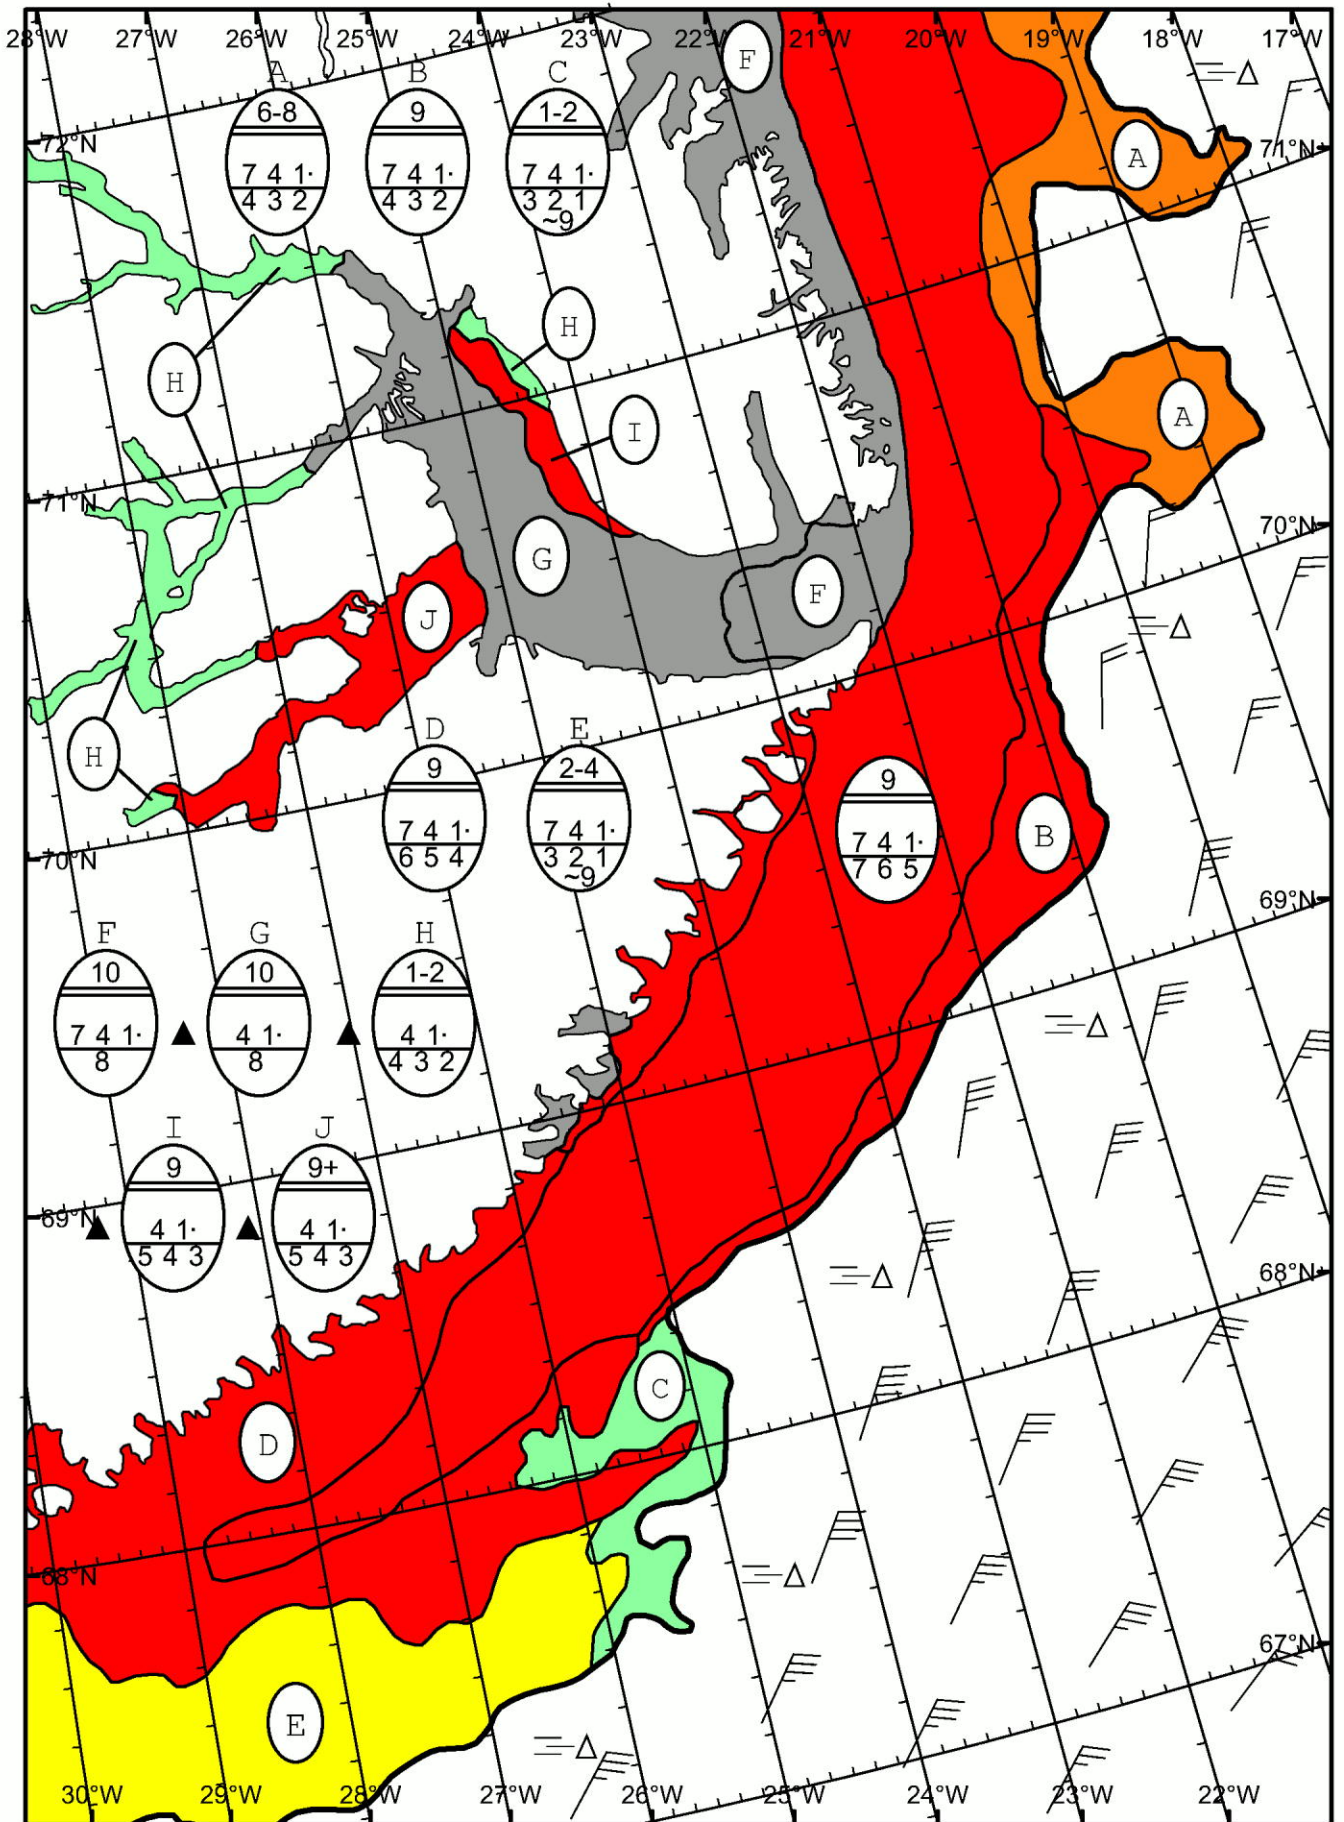 28°W 27°W 26°W 25°W 24°W 23°W 22°W 21°W 20°W 19°W 18°W 17°W
F
A B C
6-8 9 1-2
7 4 1· 7 4 1· 7 4 1·
4 3 2 4 3 2 3 2 1
~9
72°N
71°N
A
H
H
A
I
71°N
70°N
G
F
J
H
D E
9 2-4 9
7 4 1· 7 4 1· 7 4 1·
6 5 4 3 2 1 7 6 5
~9
B
70°N
69°N
F G H
10 10 1-2
7 4 1· 4 1· 4 1·
8 8 4 3 2
I J
9 9+
4 1· 4 1·
5 4 3 5 4 3
69°N
68°N
C
D
68°N
67°N
E
30°W 29°W 28°W 27°W 26°W 25°W 24°W 23°W 22°W